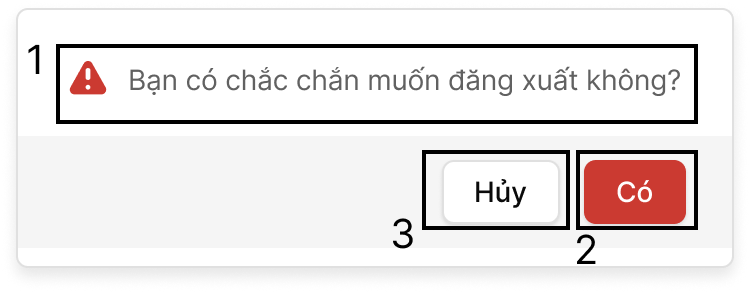 1
Bạn có chắc chắn muốn đăng xuất không?
Hủy
Có
3
2